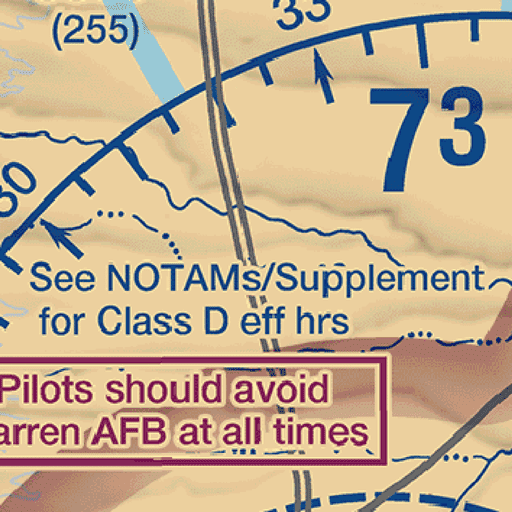 (255)
33
73
30
See NOTAMs/Supplement
for Class D eff hrs
Pilots should avoid
arren AFB at all times